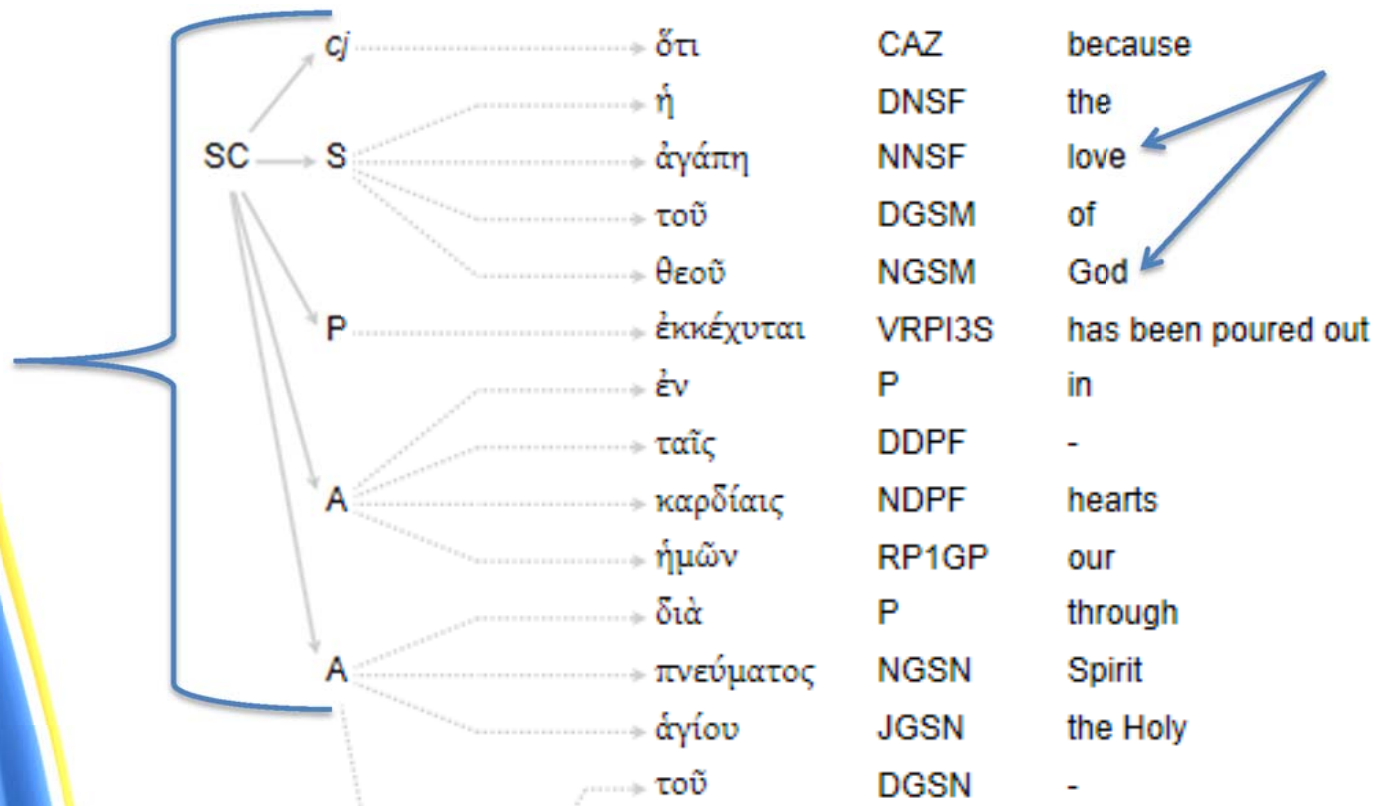 cj ὅτι CAZ because
ἡ DNSF the
SC S ἀγάπη NNSF love
τοῦ DGSM of
θεοῦ NGSM God
P ἐκκέχυται VRPI3S has been poured out
ἐν P in
ταῖς DDPF -
A καρδίαις NDPF hearts
ἡμῶν RP1GP our
διὰ P through
A πνεύματος NGSN Spirit
ἁγίου JGSN the Holy
τοῦ DGSN -